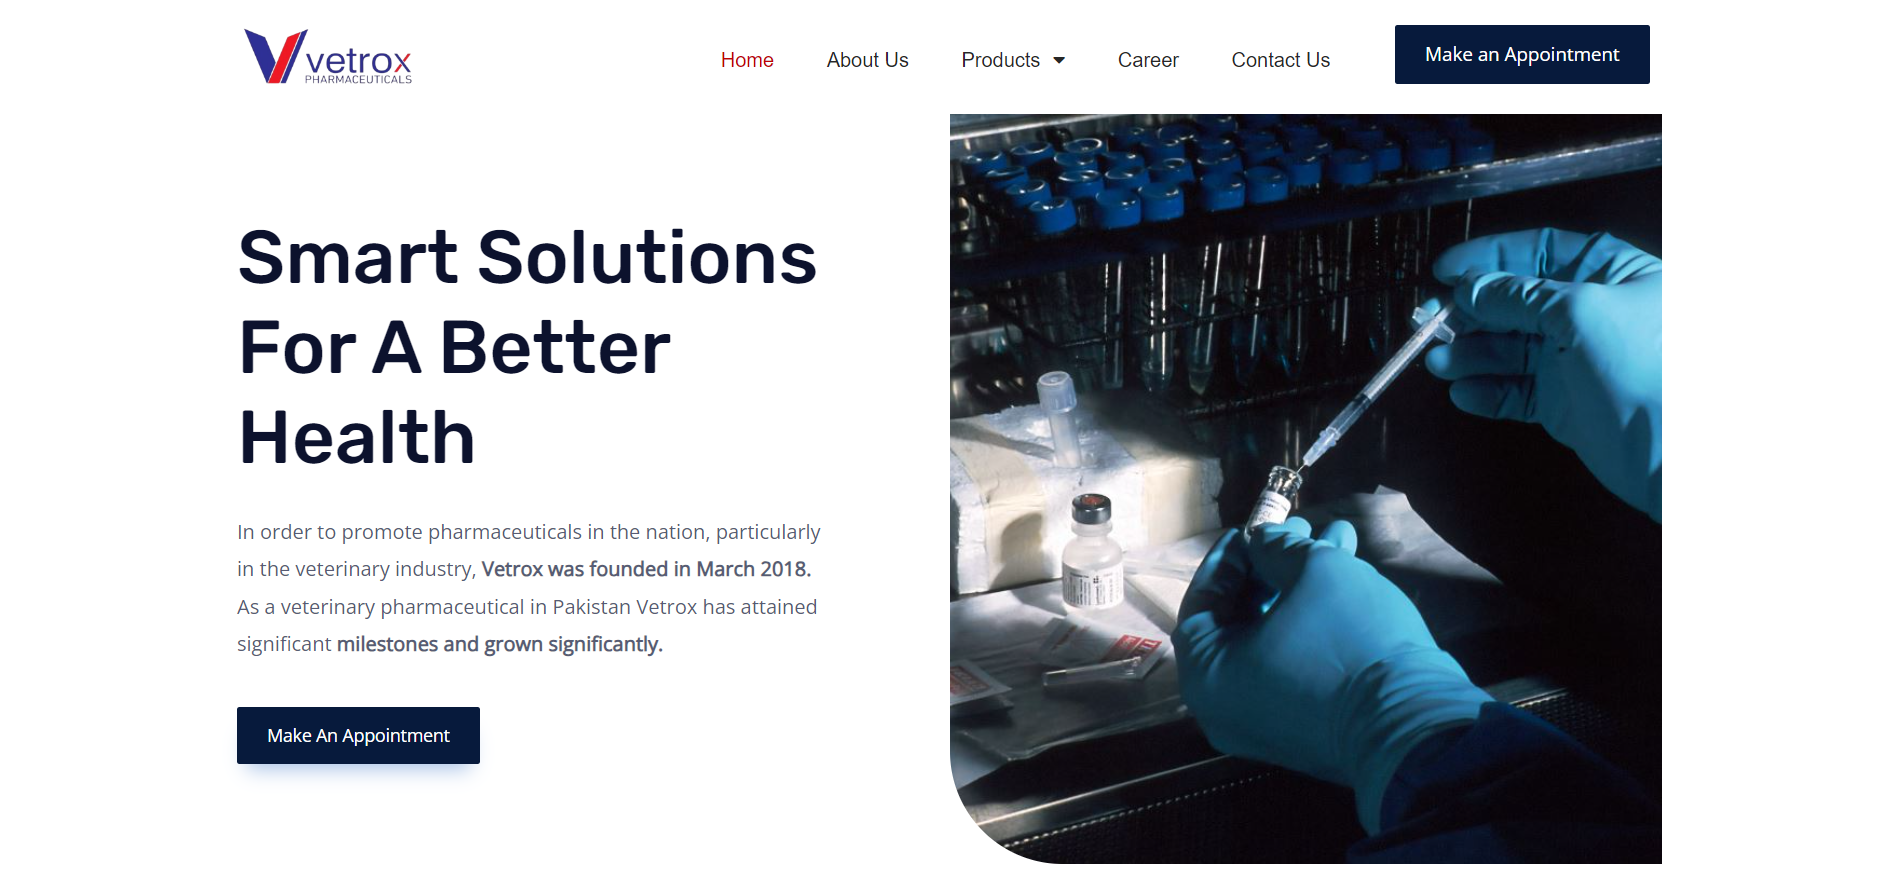 vetrox
PHARMACEUTICALS
Home
About Us
Products
Career
Contact Us
Make an Appointment
Smart Solutions
For A Better
Health
In order to promote pharmaceuticals in the nation, particularly
in the veterinary industry, Vetrox was founded in March 2018.
As a veterinary pharmaceutical in Pakistan Vetrox has attained
significant milestones and grown significantly.
Make An Appointment